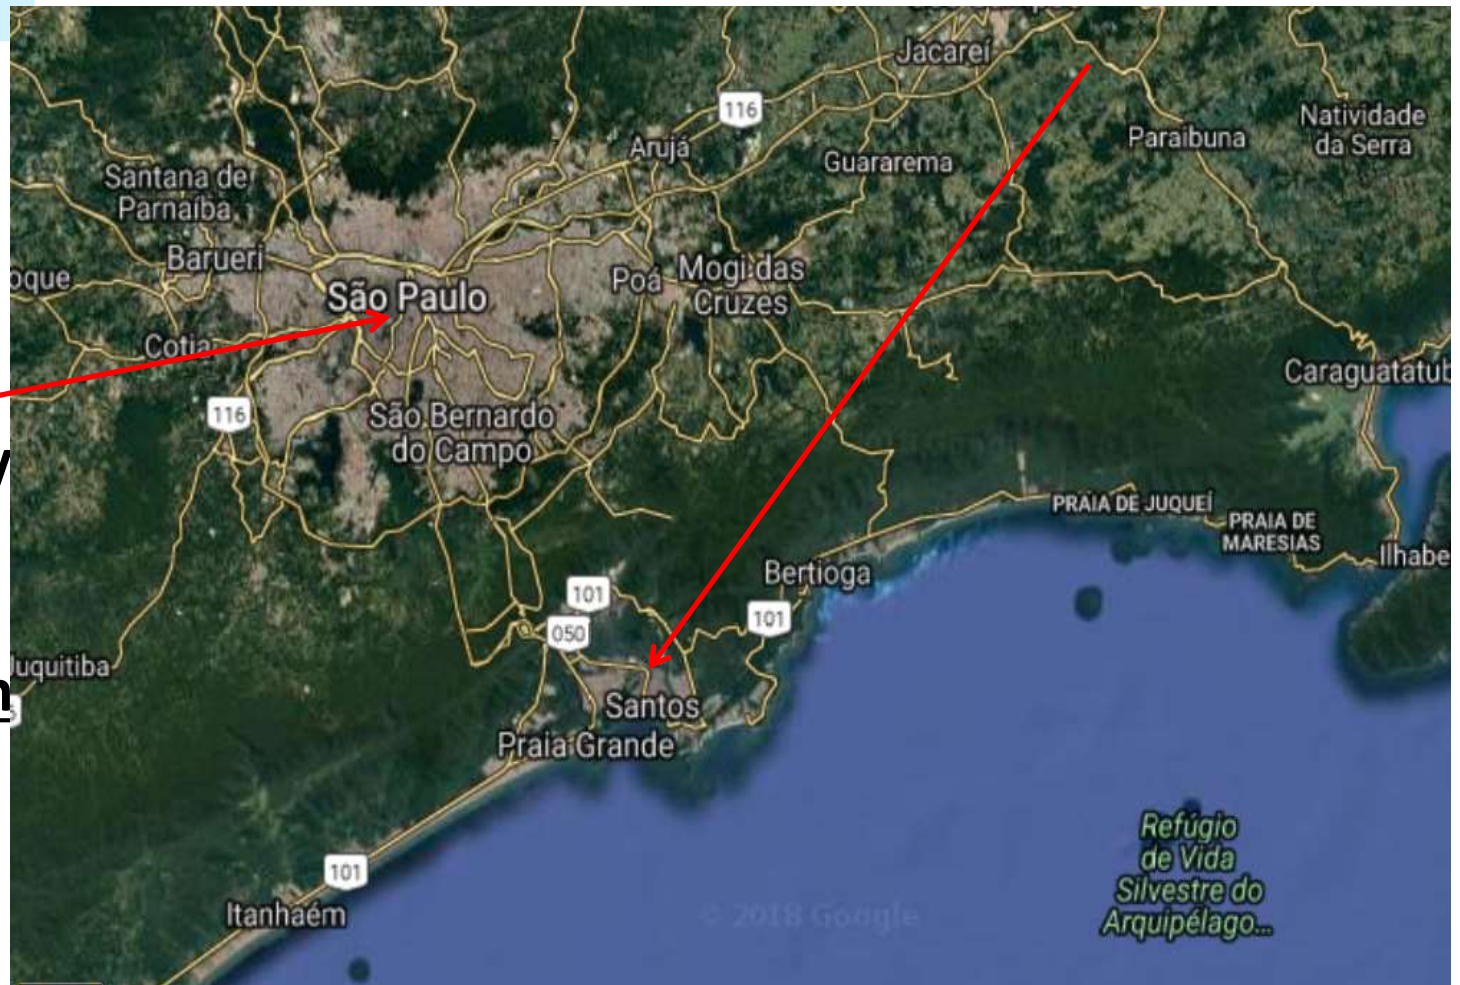 Jacareí
116
Natividade
da Serra
Paraibuna
Arujá
Guararema
Santana de
Parnaíba
Barueri
oque
São Paulo
Poá
Mogi das
Cruzes
Cotia
Caraguatatub
116
São Bernardo
do Campo
y
PRAIA DE JUQUEÍ
PRAIA DE
MARESIAS
Ilhabe
Bertioga
101
101
050
Juquitiba
n
Santos
Praia Grande
Refúgio
de Vida
Silvestre do
Arquipélago...
101
Itanhaém
© 2018 Google